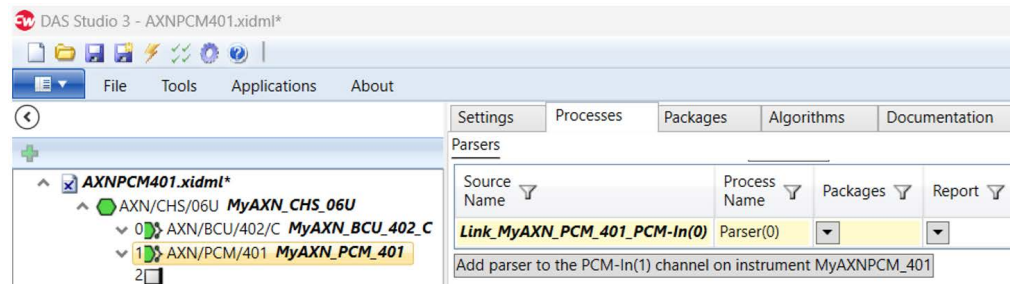 DAS Studio 3 - AXNPCM401.xidml*
File Tools Applications About
Settings Processes Packages Algorithms Documentation
Parsers
AXNPCM401.xidml*
AXN/CHS/06U MyAXN_CHS_06U
0 AXN/BCU/402/C MyAXN_BCU_402_C
1 AXN/PCM/401 MyAXN_PCM_401
2
Source Name Process Name Packages Report
Link_MyAXN_PCM_401_PCM-In(0) Parser(0)
Add parser to the PCM-In(1) channel on instrument MyAXNPCM_401